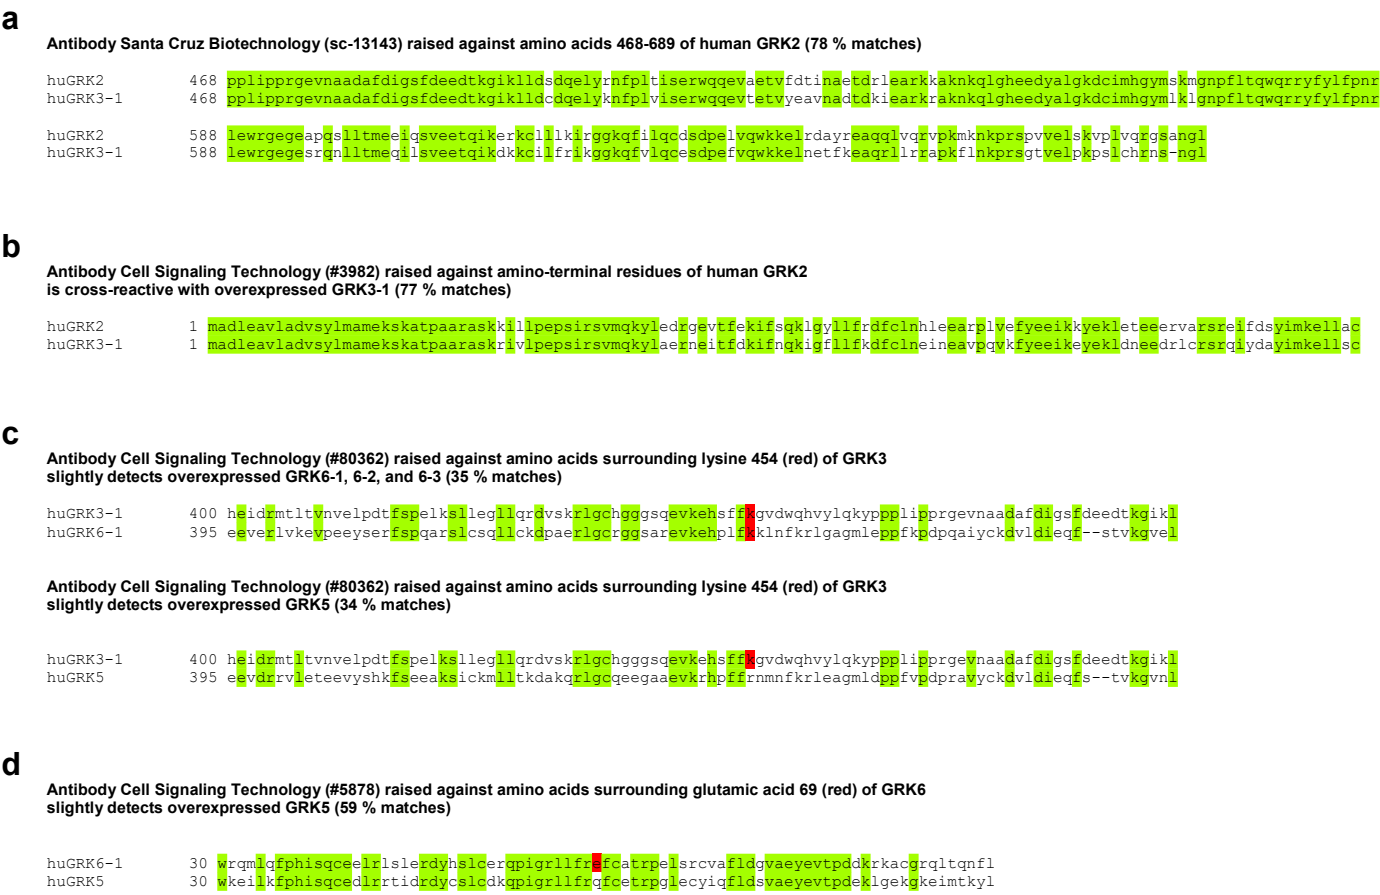 a
Antibody Santa Cruz Biotechnology (sc-13143) raised against amino acids 468-689 of human GRK2 (78 % matches)
huGRK2 468 pplipprgevnaadafdigsfdeedtkgiklldsdqelyrnfpltiserwqqevaetvfdtinaetdrlearkkaknkqlgheedyalgkdcimhgymskmgnpfltqwqrryfylfpnr
huGRK3-1 468 pplipprgevnaadafdigsfdeedtkgiklldcdqelyknfplviserwqqevtetvyeavnadtdkiearkraknkqlgheedyalgkdcimhgymlklgnpfltqwqrryfylfpnr
huGRK2 588 lewrgegeapqslltmeeiqsveetqikerkclllkirggkqfilqcdsdpelvqwkkelrdayreaqqlvqrvpkmknkprspvvelskvplvqrgsangl
huGRK3-1 588 lewrgegesrqnlltmeqilsveetqikdkkcilfrikggkqfvlqcesdpefvqwkkelnetfkeaqrllrrapkflnkprsgtvelpkpslchrns-ngl
b
Antibody Cell Signaling Technology (#3982) raised against amino-terminal residues of human GRK2
is cross-reactive with overexpressed GRK3-1 (77 % matches)
huGRK2 1 madleavladvsylmamekskatpaaraskkillpepsirsvmqkyledrgevtfekifsqklgyllfrdfclnhleearplvefyeeikkyekleteeervarsreifdsyimkellac
huGRK3-1 1 madleavladvsylmamekskatpaaraskrivlpepsirsvmqkylaerneitfdkifnqkigfllfkdfclneineavpqvkfyeeikeyekldneedrlcrsrqiydayimkellsc
c
Antibody Cell Signaling Technology (#80362) raised against amino acids surrounding lysine 454 (red) of GRK3
slightly detects overexpressed GRK6-1, 6-2, and 6-3 (35 % matches)
huGRK3-1 400 heidrmtltvnvelpdtfspelksllegllqrdvskrlgchgggsqevkehsffkgvdwqhvylqkyppplipprgevnaadafdigsfdeedtkgikl
huGRK6-1 395 eeverlvkevpeeyserfspqarslcsqllckdpaerlgcrggsarevkehplfkklnfkrlgagmleppfkpdpqaiyckdvldieqf--stvkgvel
Antibody Cell Signaling Technology (#80362) raised against amino acids surrounding lysine 454 (red) of GRK3
slightly detects overexpressed GRK5 (34 % matches)
huGRK3-1 400 heidrmtltvnvelpdtfspelksllegllqrdvskrlgchgggsqevkehsffkgvdwqhvylqkyppplipprgevnaadafdigsfdeedtkgikl
huGRK5 395 eevdrrvleteevyshkfseeaksickmlltkdakqrlgcqeegaaevkrhpffrnmnfkrleagmldppfvpdpravyckdvldieqfs--tvkgvnl
d
Antibody Cell Signaling Technology (#5878) raised against amino acids surrounding glutamic acid 69 (red) of GRK6
slightly detects overexpressed GRK5 (59 % matches)
huGRK6-1 30 wrqmlqfphisqceelrlslerdyhslcerqpigrllfrefcatrpelsrcvafldgvaeyevtpddkrkacgrqltqnfl
huGRK5 30 wkeilkfphisqcedlrrtidrdycslcdkqpigrllfrqfcetrpglecyiqfldsvaeyevtpdeklgekgkeimtkyl